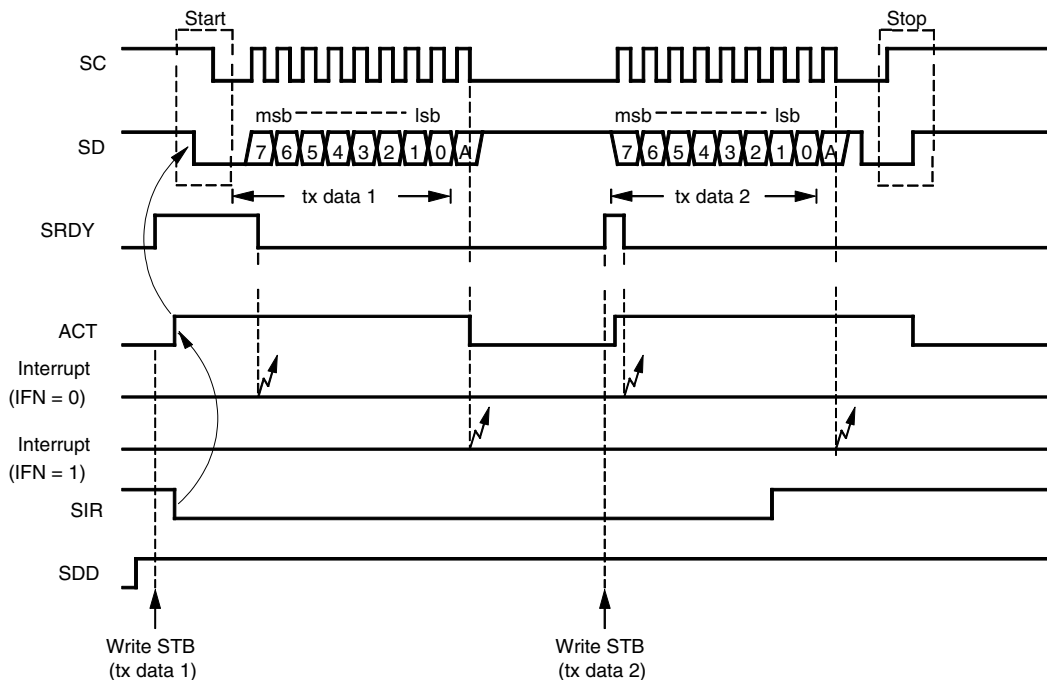 Start
Stop
SC
msb lsb
msb lsb
SD
7 6 5 4 3 2 1 0 A
7 6 5 4 3 2 1 0 A
tx data 1
tx data 2
SRDY
ACT
Interrupt
(IFN = 0)
Interrupt
(IFN = 1)
SIR
SDD
Write STB
(tx data 1)
Write STB
(tx data 2)